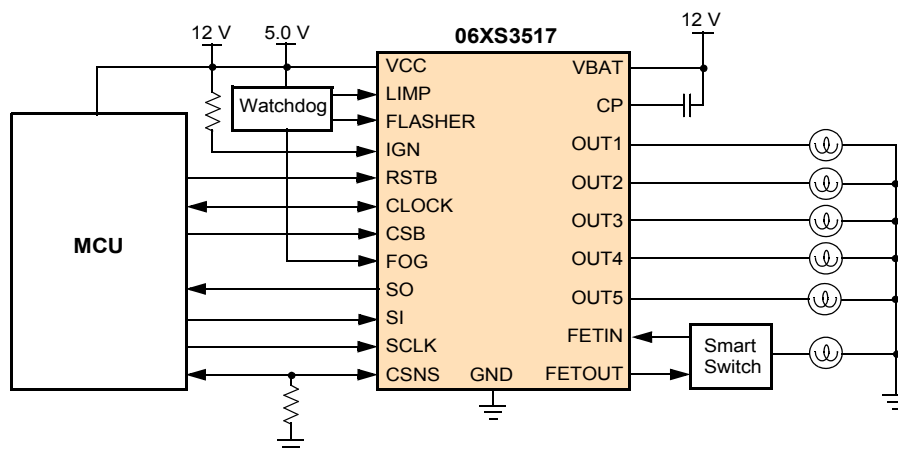 06XS3517
12 V
5.0 V
12 V
VCC
LIMP
FLASHER
IGN
RSTB
CLOCK
CSB
FOG
SO
SI
SCLK
CSNS
GND
VBAT
CP
OUT1
OUT2
OUT3
OUT4
OUT5
FETIN
FETOUT
Watchdog
MCU
Smart
Switch